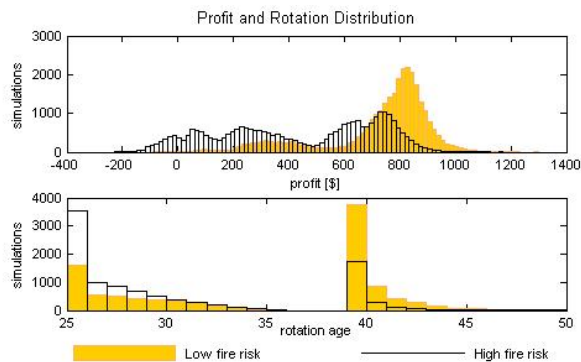 Profit and Rotation Distribution
3000
2000
1000
0
simulations
-400 -200 0 200 400 600 800 1000 1200 1400
profit [$]
4000
3000
2000
1000
0
simulations
25 30 35 40 45 50
rotation age
Low fire risk High fire risk